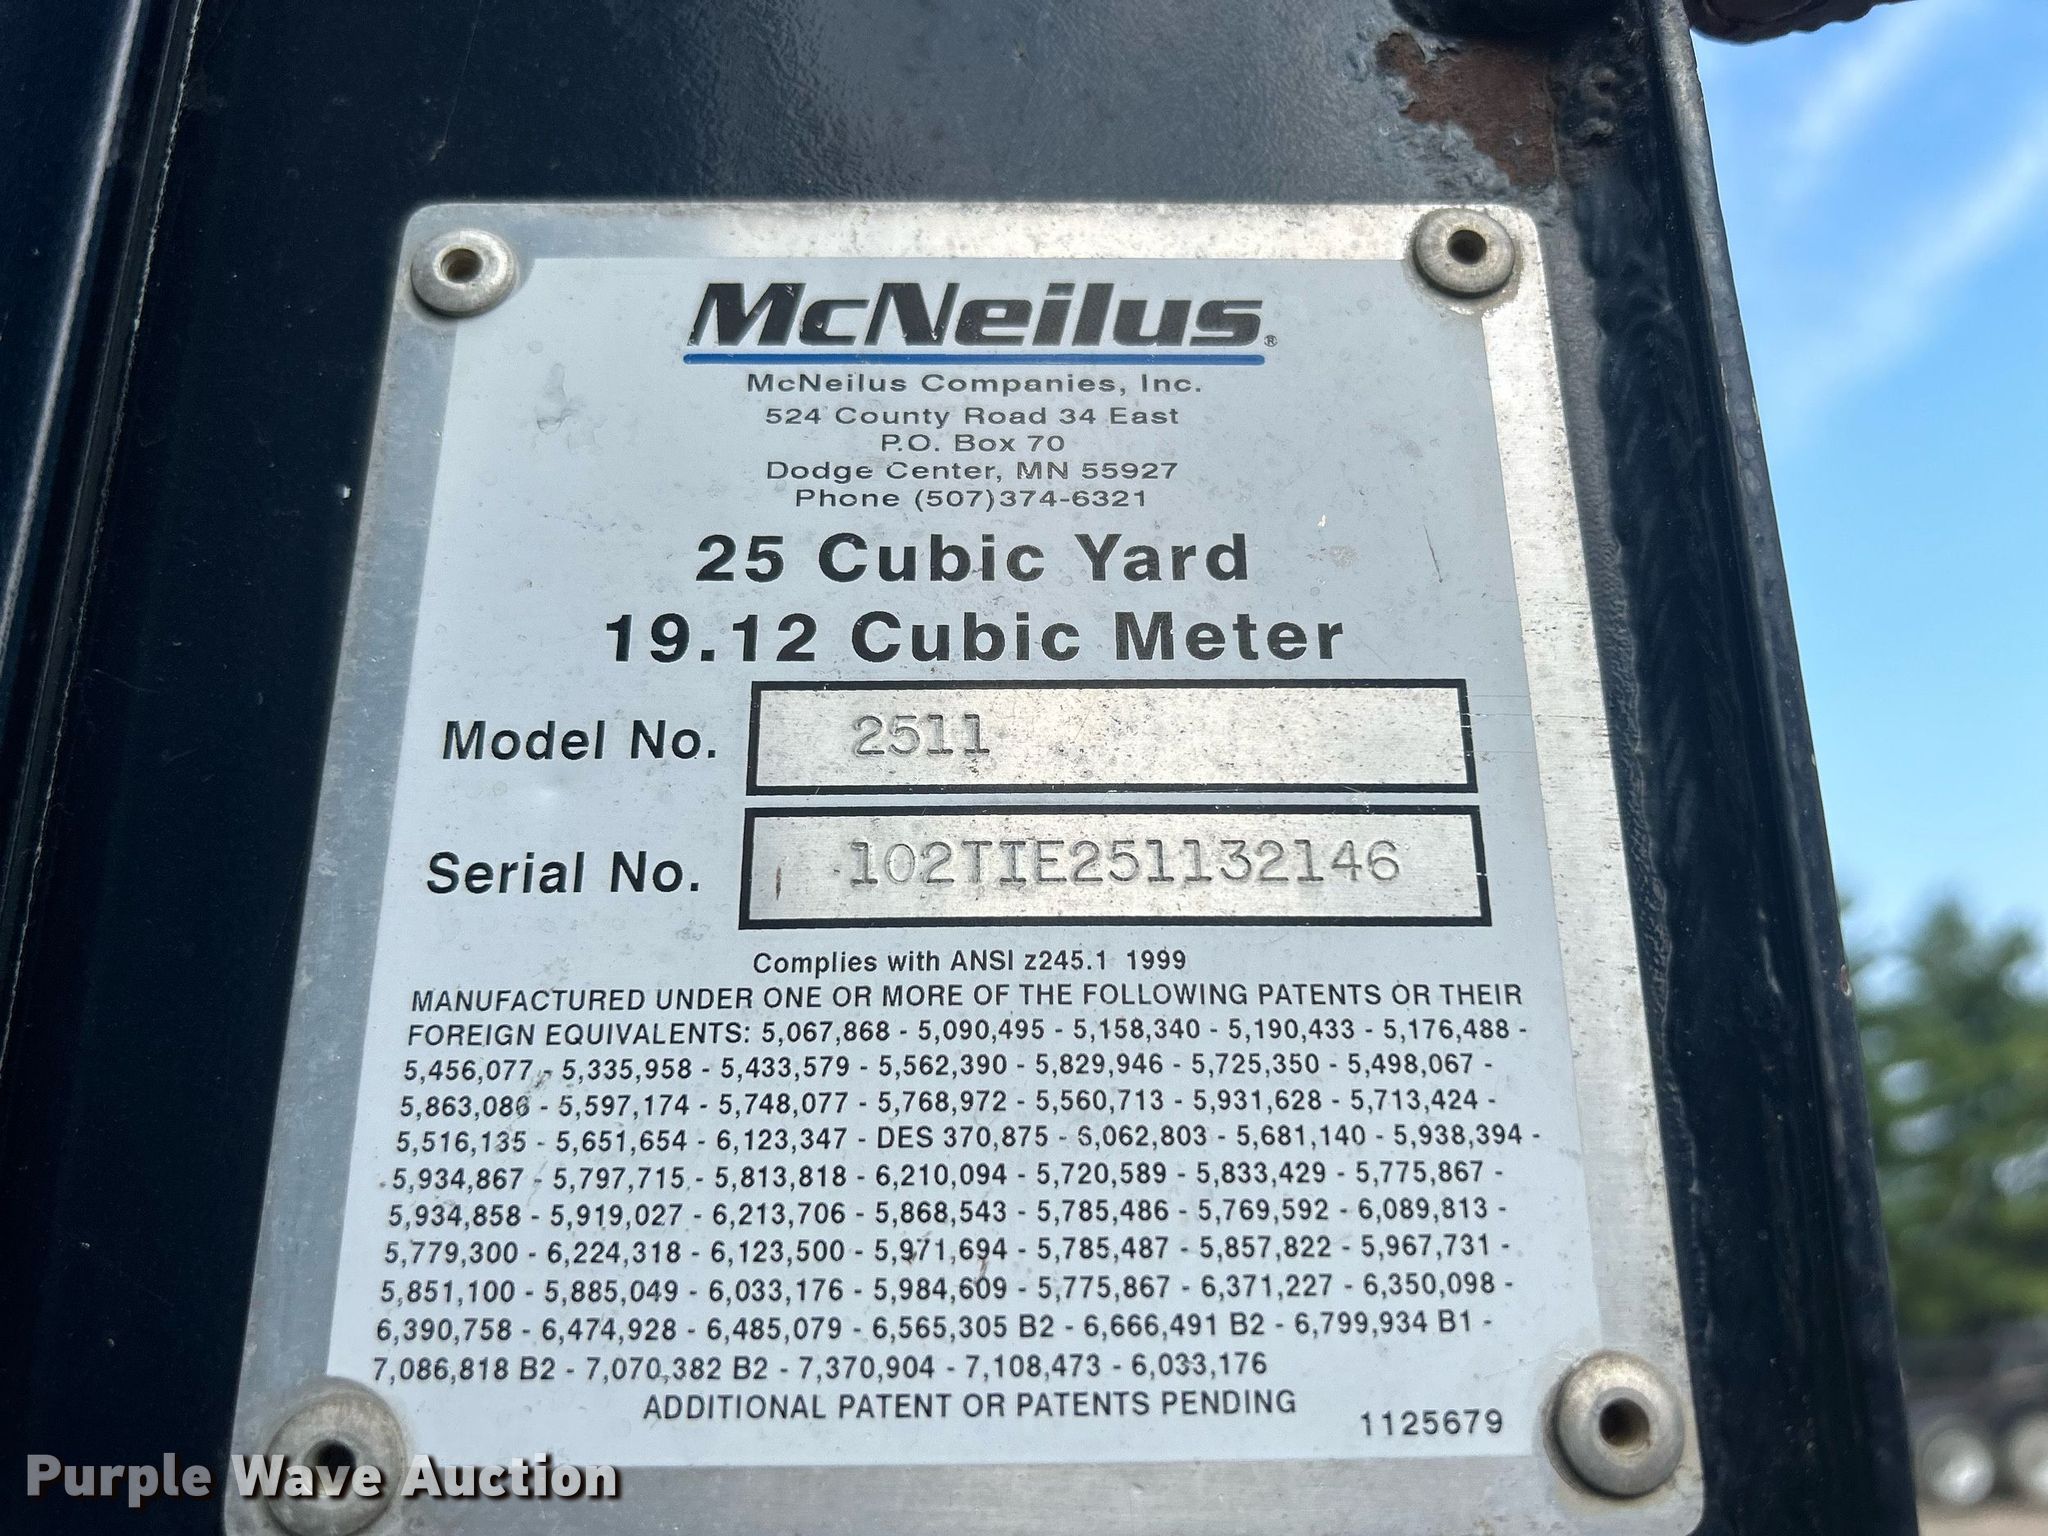 McNeilus®
McNeilus Companies, Inc.
524 County Road 34 East
P.O. Box 70
Dodge Center, MN 55927
Phone (507)374-6321
25 Cubic Yard
19.12 Cubic Meter
Model No. 2511
Serial No. 102TIE251132146
Complies with ANSI z245.1 1999
MANUFACTURED UNDER ONE OR MORE OF THE FOLLOWING PATENTS OR THEIR
FOREIGN EQUIVALENTS: 5,067,868 - 5,090,495 - 5,158,340 - 5,190,433 - 5,176,488 -
5,456,077 - 5,335,958 - 5,433,579 - 5,562,390 - 5,829,946 - 5,725,350 - 5,498,067 -
5,863,086 - 5,597,174 - 5,748,077 - 5,768,972 - 5,560,713 - 5,931,628 - 5,713,424 -
5,516,135 - 5,651,654 - 6,123,347 - DES 370,875 - 6,062,803 - 5,681,140 - 5,938,394 -
5,934,867 - 5,797,715 - 5,813,818 - 6,210,094 - 5,720,589 - 5,833,429 - 5,775,867 -
5,934,858 - 5,919,027 - 6,213,706 - 5,868,543 - 5,785,486 - 5,769,592 - 6,089,813 -
5,779,300 - 6,224,318 - 6,123,500 - 5,971,694 - 5,785,487 - 5,857,822 - 5,967,731 -
5,851,100 - 5,885,049 - 6,033,176 - 5,984,609 - 5,775,867 - 6,371,227 - 6,350,098 -
6,390,758 - 6,474,928 - 6,485,079 - 6,565,305 B2 - 6,666,491 B2 - 6,799,934 B1 -
7,086,818 B2 - 7,070,382 B2 - 7,370,904 - 7,108,473 - 6,033,176
ADDITIONAL PATENT OR PATENTS PENDING
1125679
Purple Wave Auction